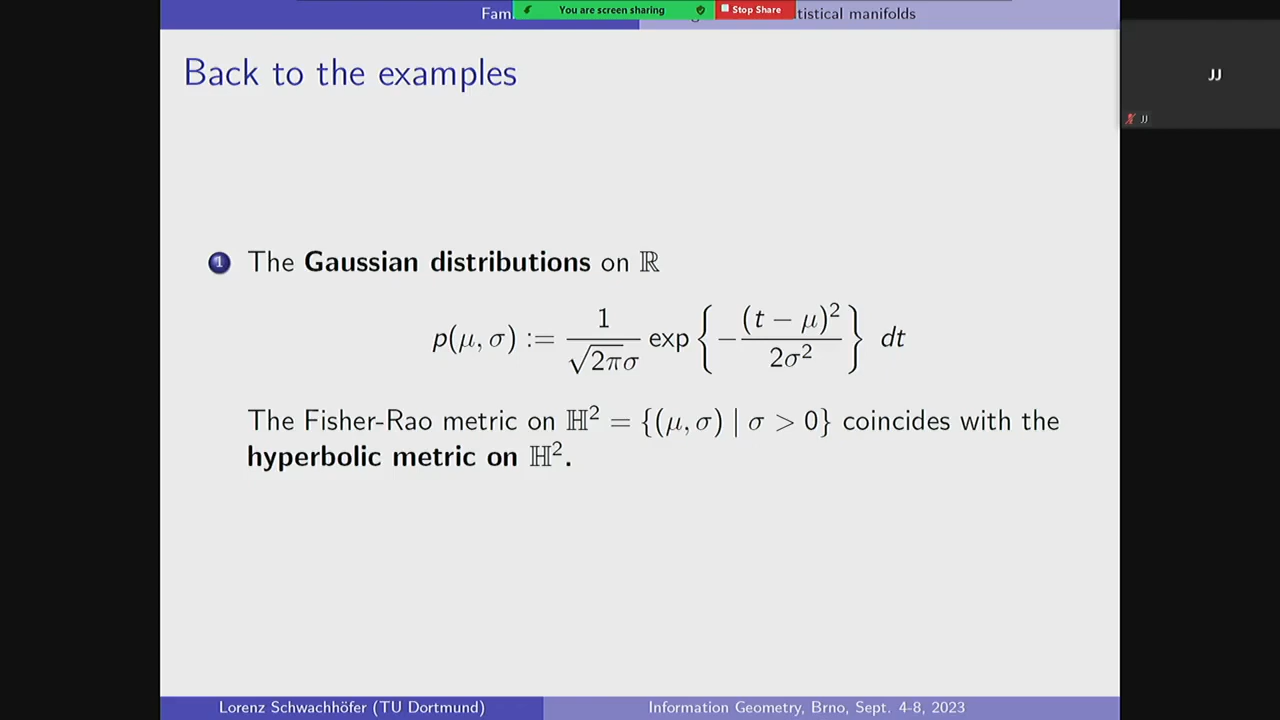 Fam
You are screen sharing
Stop Share
tistical manifolds
JJ
JJ
Back to the examples
1 The Gaussian distributions on ℝ
p(μ, σ) := 1/(√2πσ) exp { −(t − μ)²/(2σ²) } dt
The Fisher-Rao metric on ℍ² = {(μ, σ) | σ > 0} coincides with the
hyperbolic metric on ℍ².
Lorenz Schwachhöfer (TU Dortmund)
Information Geometry, Brno, Sept. 4-8, 2023